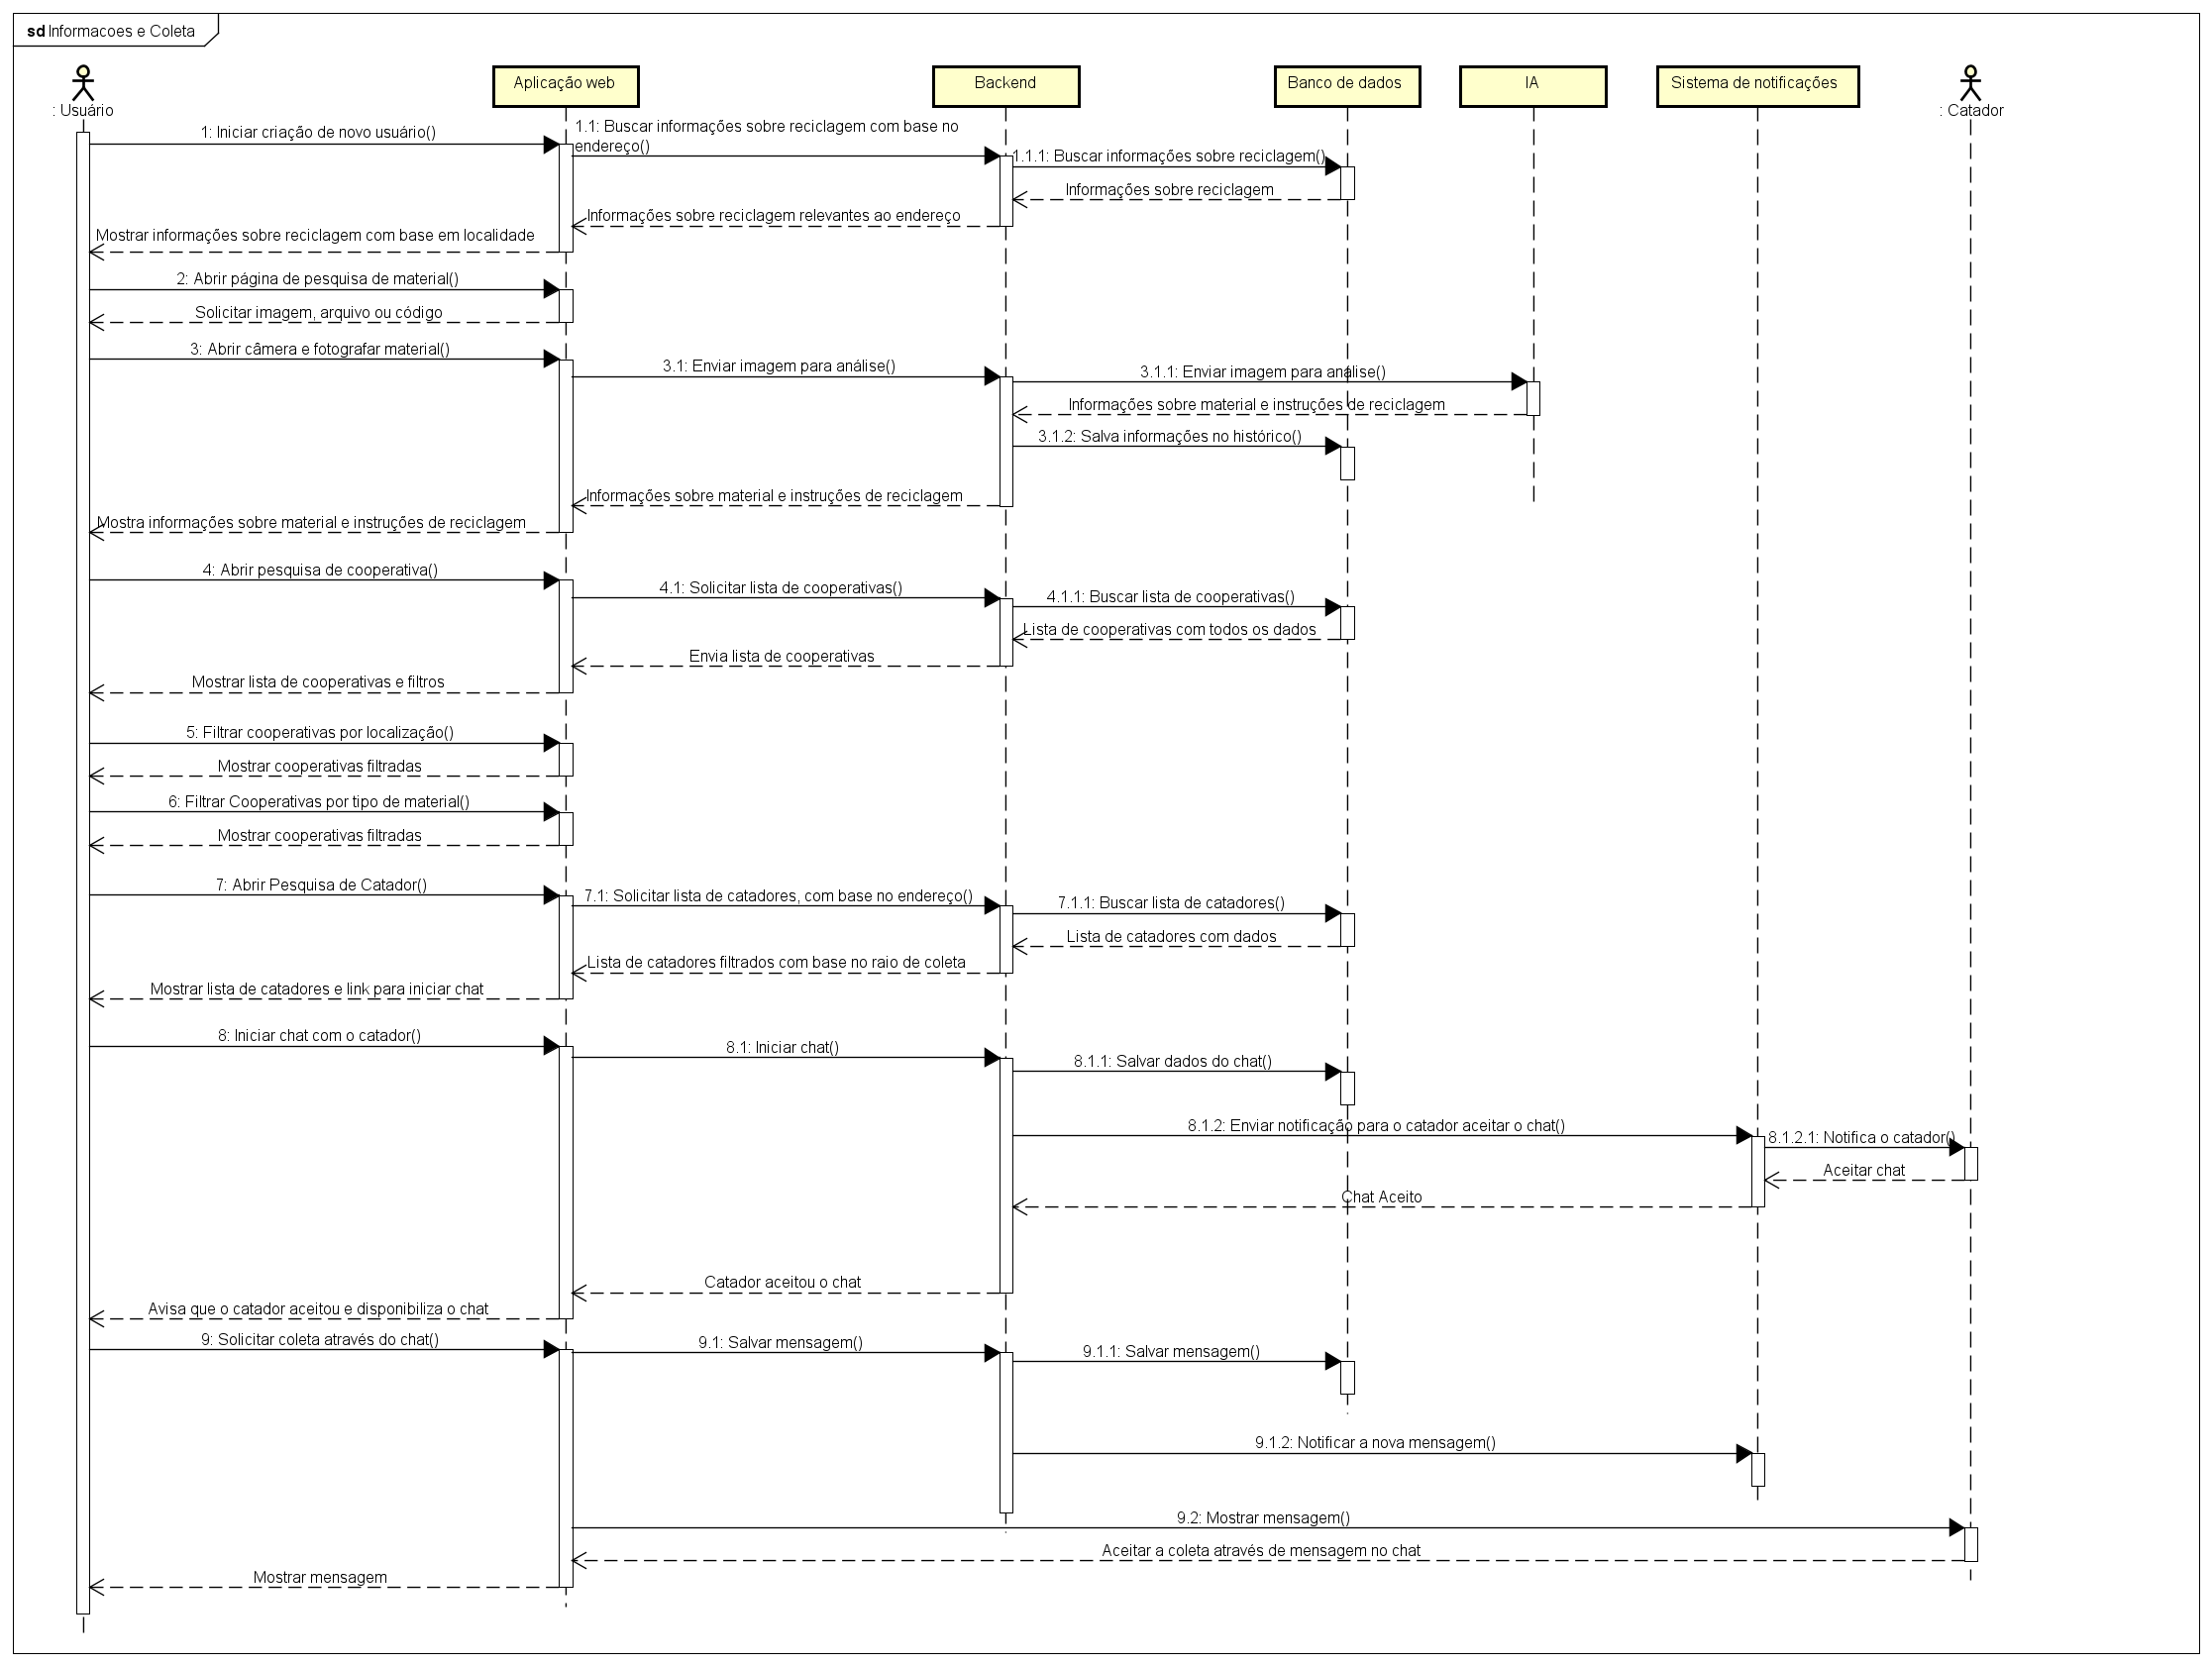 sd Informacoes e Coleta
: Usuário
Aplicação web
Backend
Banco de dados
IA
Sistema de notificações
: Catador
1: Iniciar criação de novo usuário()
1.1: Buscar informações sobre reciclagem com base no
endereço()
1.1.1: Buscar informações sobre reciclagem()
Informações sobre reciclagem
Informações sobre reciclagem relevantes ao endereço
Mostrar informações sobre reciclagem com base em localidade
2: Abrir página de pesquisa de material()
Solicitar imagem, arquivo ou código
3: Abrir câmera e fotografar material()
3.1: Enviar imagem para análise()
3.1.1: Enviar imagem para análise()
Informações sobre material e instruções de reciclagem
3.1.2: Salva informações no histórico()
Informações sobre material e instruções de reciclagem
Mostra informações sobre material e instruções de reciclagem
4: Abrir pesquisa de cooperativa()
4.1: Solicitar lista de cooperativas()
4.1.1: Buscar lista de cooperativas()
Lista de cooperativas com todos os dados
Envia lista de cooperativas
Mostrar lista de cooperativas e filtros
5: Filtrar cooperativas por localização()
Mostrar cooperativas filtradas
6: Filtrar Cooperativas por tipo de material()
Mostrar cooperativas filtradas
7: Abrir Pesquisa de Catador()
7.1: Solicitar lista de catadores, com base no endereço()
7.1.1: Buscar lista de catadores()
Lista de catadores com dados
Lista de catadores filtrados com base no raio de coleta
Mostrar lista de catadores e link para iniciar chat
8: Iniciar chat com o catador()
8.1: Iniciar chat()
8.1.1: Salvar dados do chat()
8.1.2: Enviar notificação para o catador aceitar o chat()
8.1.2.1: Notifica o catador()
Aceitar chat
Chat Aceito
Catador aceitou o chat
Avisa que o catador aceitou e disponibiliza o chat
9: Solicitar coleta através do chat()
9.1: Salvar mensagem()
9.1.1: Salvar mensagem()
9.1.2: Notificar a nova mensagem()
9.2: Mostrar mensagem()
Aceitar a coleta através de mensagem no chat
Mostrar mensagem